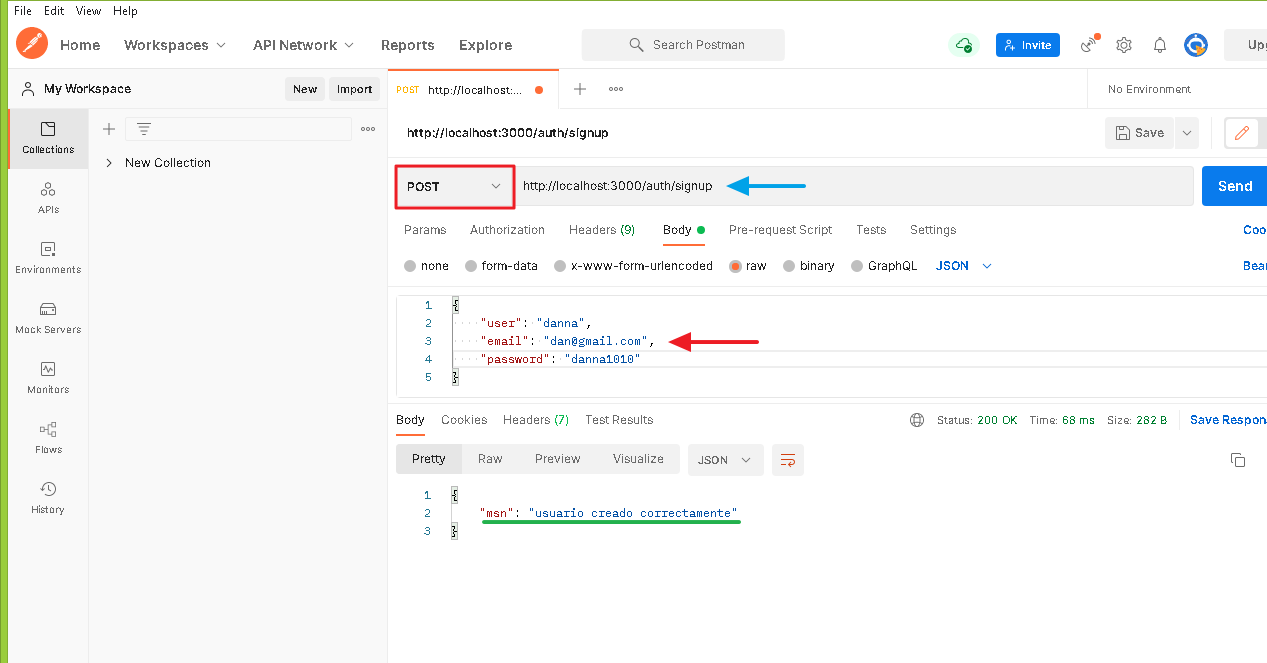 File Edit View Help
Home Workspaces API Network Reports Explore Search Postman Invite Upg
My Workspace New Import POST http://localhost:... No Environment
Collections
New Collection
APIs
Environments
Mock Servers
Monitors
Flows
History
http://localhost:3000/auth/signup Save
POST http://localhost:3000/auth/signup Send
Params Authorization Headers (9) Body Pre-request Script Tests Settings Coo
none form-data x-www-form-urlencoded raw binary GraphQL JSON Bea
1 {
2 "user": "danna",
3 "email": "dan@gmail.com",
4 "password": "danna1010"
5 }
Body Cookies Headers (7) Test Results Status: 200 OK Time: 68 ms Size: 282 B Save Respon
Pretty Raw Preview Visualize JSON
1 {
2 "msn": "usuario creado correctamente"
3 }